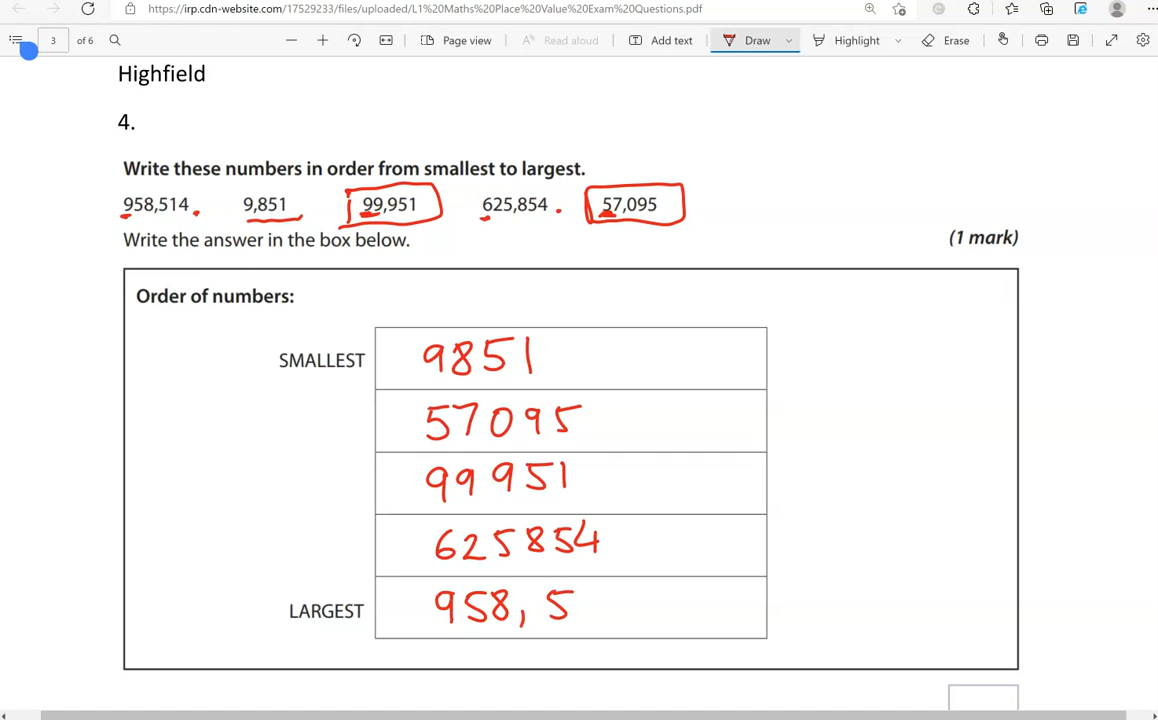 https://irp.cdn-website.com/17529233/files/uploaded/L1%20Maths%20Place%20Value%20Exam%20Questions.pdf
3 of 6 Page view Read aloud Add text Draw Highlight Erase
Highfield
4.
Write these numbers in order from smallest to largest.
958,514 9,851 99,951 625,854 57,095
Write the answer in the box below. (1 mark)
Order of numbers:
SMALLEST 9851
57095
99951
625854
LARGEST 958, 5